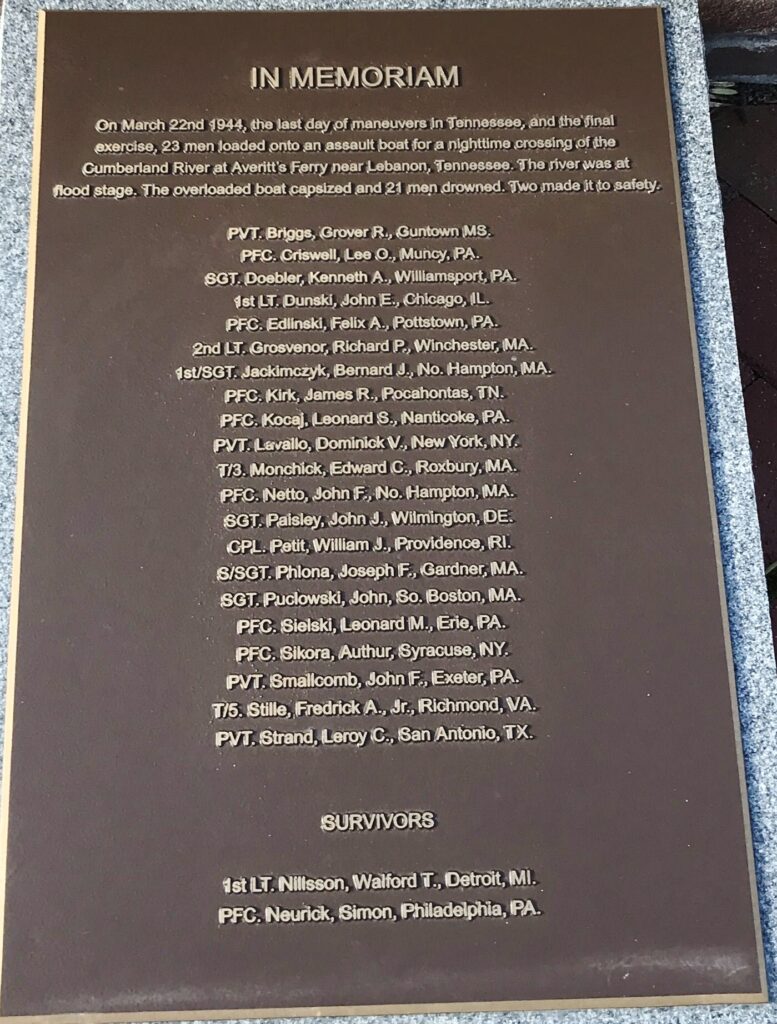 IN MEMORIAM
On March 22nd 1944, the last day of maneuvers in Tennessee, and the final
exercise, 23 men loaded onto an assault boat for a nighttime crossing of the
Cumberland River at Averitt's Ferry near Lebanon, Tennessee. The river was at
flood stage. The overloaded boat capsized and 21 men drowned. Two made it to safety.
PVT. Briggs, Grover R., Guntown MS.
PFC. Criswell, Lee O., Muncy, PA.
SGT. Doebler, Kenneth A., Williamsport, PA.
1st LT. Dunski, John E., Chicago, IL.
PFC. Edlinski, Felix A., Pottstown, PA.
2nd LT. Grosvenor, Richard P., Winchester, MA.
1st/SGT. Jackimczyk, Bernard J., No. Hampton, MA.
PFC. Kirk, James R., Pocahontas, TN.
PFC. Kocaj, Leonard S., Nanticoke, PA.
PVT. Lavallo, Dominick V., New York, NY.
T/3. Monchick, Edward C., Roxbury, MA.
PFC. Netto, John F., No. Hampton, MA.
SGT. Paisley, John J., Wilmington, DE.
CPL. Petit, William J., Providence, RI.
S/SGT. Phlona, Joseph F., Gardner, MA.
SGT. Puclowski, John, So. Boston, MA.
PFC. Sielski, Leonard M., Erie, PA.
PFC. Sikora, Authur, Syracuse, NY.
PVT. Smallcomb, John F., Exeter, PA.
T/5. Stille, Fredrick A., Jr., Richmond, VA.
PVT. Strand, Leroy C., San Antonio, TX.
SURVIVORS
1st LT. Nilsson, Walford T., Detroit, MI.
PFC. Neurick, Simon, Philadelphia, PA.